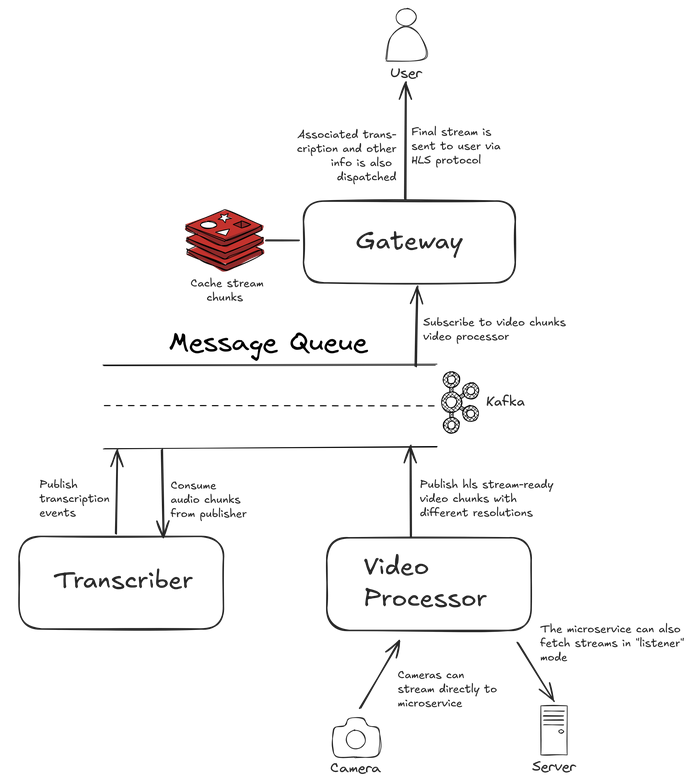 User
Associated trans-
cription and other
info is also
dispatched
Final stream is
sent to user via
HLS protocol
Gateway
Cache stream
chunks
Subscribe to video chunks
video processor
Message Queue
Kafka
Publish
transcription
events
Consume
audio chunks
from publisher
Publish hls stream-ready
video chunks with
different resolutions
Transcriber
Video
Processor
The microservice can also
fetch streams in "listener"
mode
Cameras can
stream directly to
microservice
Camera
Server